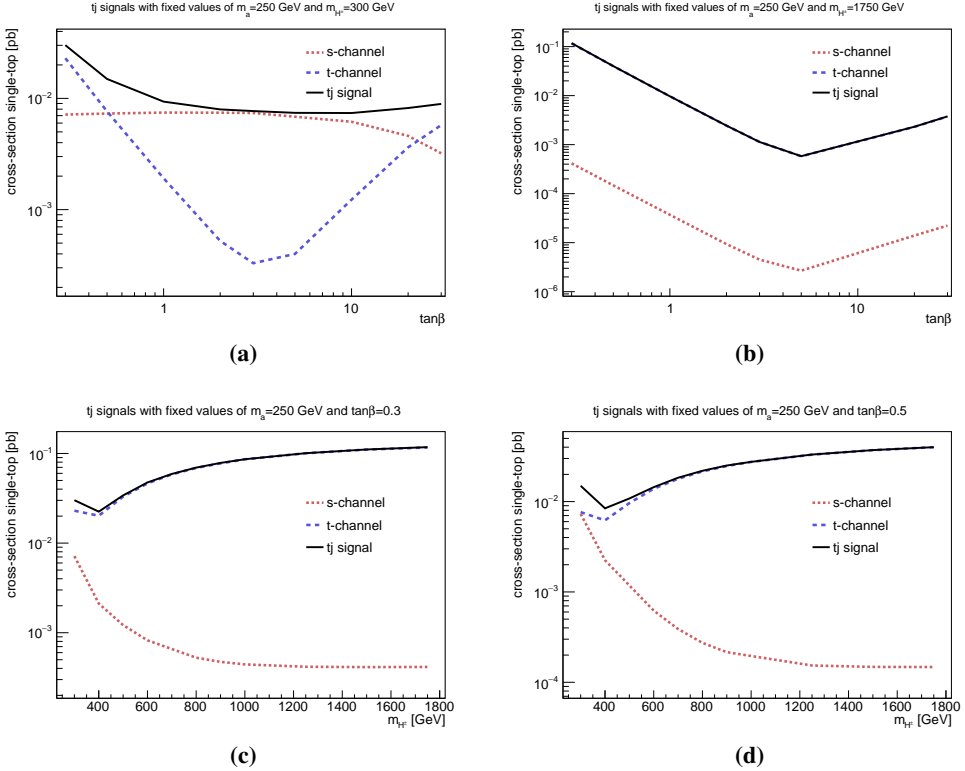 tj signals with fixed values of mₐ=250 GeV and m_H±=300 GeV
cross-section single-top [pb]
s-channel
t-channel
tj signal
10⁻²
10⁻³
1 10
tanβ
(a)
tj signals with fixed values of mₐ=250 GeV and m_H±=1750 GeV
cross-section single-top [pb]
s-channel
t-channel
tj signal
10⁻¹
10⁻²
10⁻³
10⁻⁴
10⁻⁵
10⁻⁶
1 10
tanβ
(b)
tj signals with fixed values of mₐ=250 GeV and tanβ=0.3
cross-section single-top [pb]
10⁻¹
s-channel
t-channel
tj signal
10⁻²
10⁻³
400 600 800 1000 1200 1400 1600 1800
m_H± [GeV]
(c)
tj signals with fixed values of mₐ=250 GeV and tanβ=0.5
cross-section single-top [pb]
s-channel
t-channel
tj signal
10⁻²
10⁻³
10⁻⁴
400 600 800 1000 1200 1400 1600 1800
m_H± [GeV]
(d)